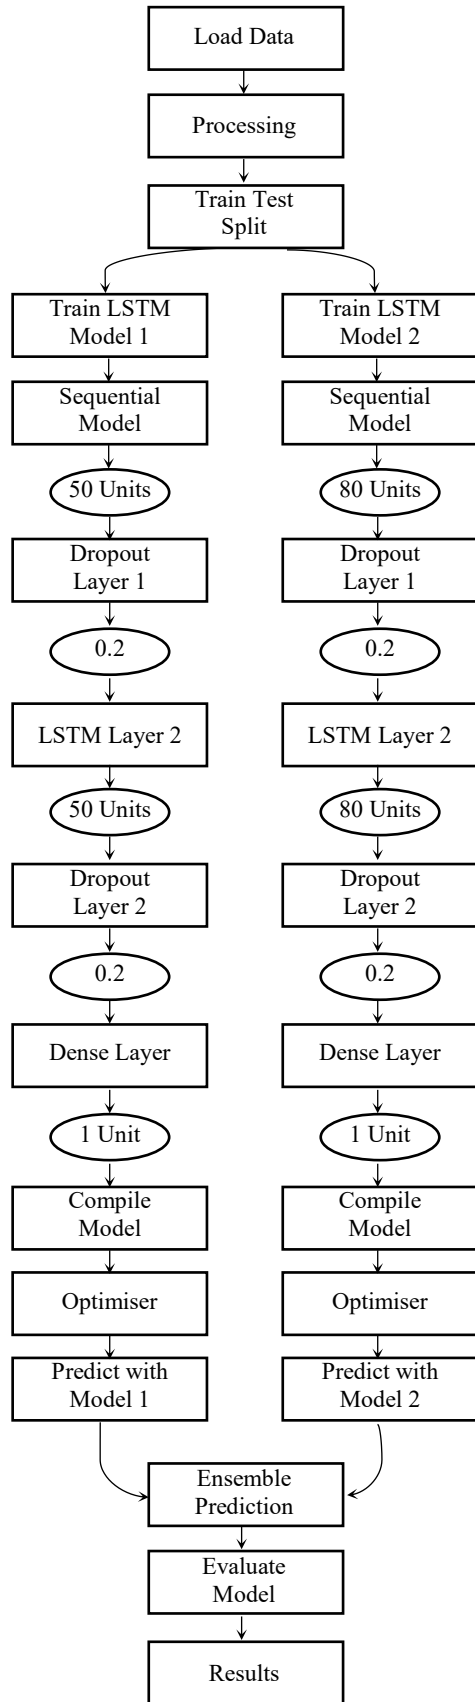 Load Data
Processing
Train Test
Split
Train LSTM
Model 1
Sequential
Model
50 Units
Dropout
Layer 1
0.2
LSTM Layer 2
50 Units
Dropout
Layer 2
0.2
Dense Layer
1 Unit
Compile
Model
Optimiser
Predict with
Model 1
Train LSTM
Model 2
Sequential
Model
80 Units
Dropout
Layer 1
0.2
LSTM Layer 2
80 Units
Dropout
Layer 2
0.2
Dense Layer
1 Unit
Compile
Model
Optimiser
Predict with
Model 2
Ensemble
Prediction
Evaluate
Model
Results